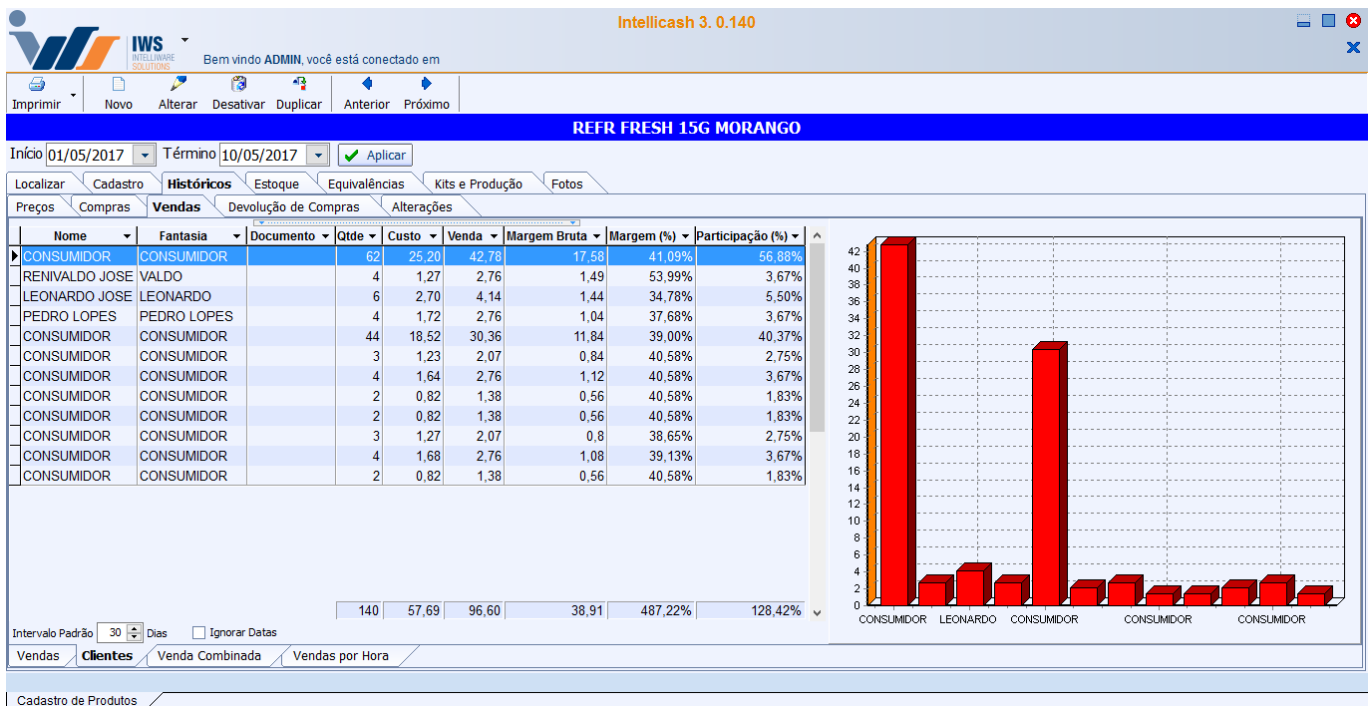 Intellicash 3. 0.140
IWS
INTELLIWARE
SOLUTIONS
Bem vindo ADMIN, você está conectado em
Imprimir Novo Alterar Desativar Duplicar Anterior Próximo
REFR FRESH 15G MORANGO
Início 01/05/2017 Término 10/05/2017 Aplicar
Localizar Cadastro Históricos Estoque Equivalências Kits e Produção Fotos
Preços Compras Vendas Devolução de Compras Alterações
Nome Fantasia Documento Qtde Custo Venda Margem Bruta Margem (%) Participação (%)
CONSUMIDOR CONSUMIDOR 62 25,20 42,78 17,58 41,09% 56,88%
RENIVALDO JOSE VALDO 4 1,27 2,76 1,49 53,99% 3,67%
LEONARDO JOSE LEONARDO 6 2,70 4,14 1,44 34,78% 5,50%
PEDRO LOPES PEDRO LOPES 4 1,72 2,76 1,04 37,68% 3,67%
CONSUMIDOR CONSUMIDOR 44 18,52 30,36 11,84 39,00% 40,37%
CONSUMIDOR CONSUMIDOR 3 1,23 2,07 0,84 40,58% 2,75%
CONSUMIDOR CONSUMIDOR 4 1,64 2,76 1,12 40,58% 3,67%
CONSUMIDOR CONSUMIDOR 2 0,82 1,38 0,56 40,58% 1,83%
CONSUMIDOR CONSUMIDOR 2 0,82 1,38 0,56 40,58% 1,83%
CONSUMIDOR CONSUMIDOR 3 1,27 2,07 0,8 38,65% 2,75%
CONSUMIDOR CONSUMIDOR 4 1,68 2,76 1,08 39,13% 3,67%
CONSUMIDOR CONSUMIDOR 2 0,82 1,38 0,56 40,58% 1,83%
140 57,69 96,60 38,91 487,22% 128,42%
42
40
38
36
34
32
30
28
26
24
22
20
18
16
14
12
10
8
6
4
2
0
CONSUMIDOR LEONARDO CONSUMIDOR CONSUMIDOR CONSUMIDOR
Intervalo Padrão 30 Dias Ignorar Datas
Vendas Clientes Venda Combinada Vendas por Hora
Cadastro de Produtos